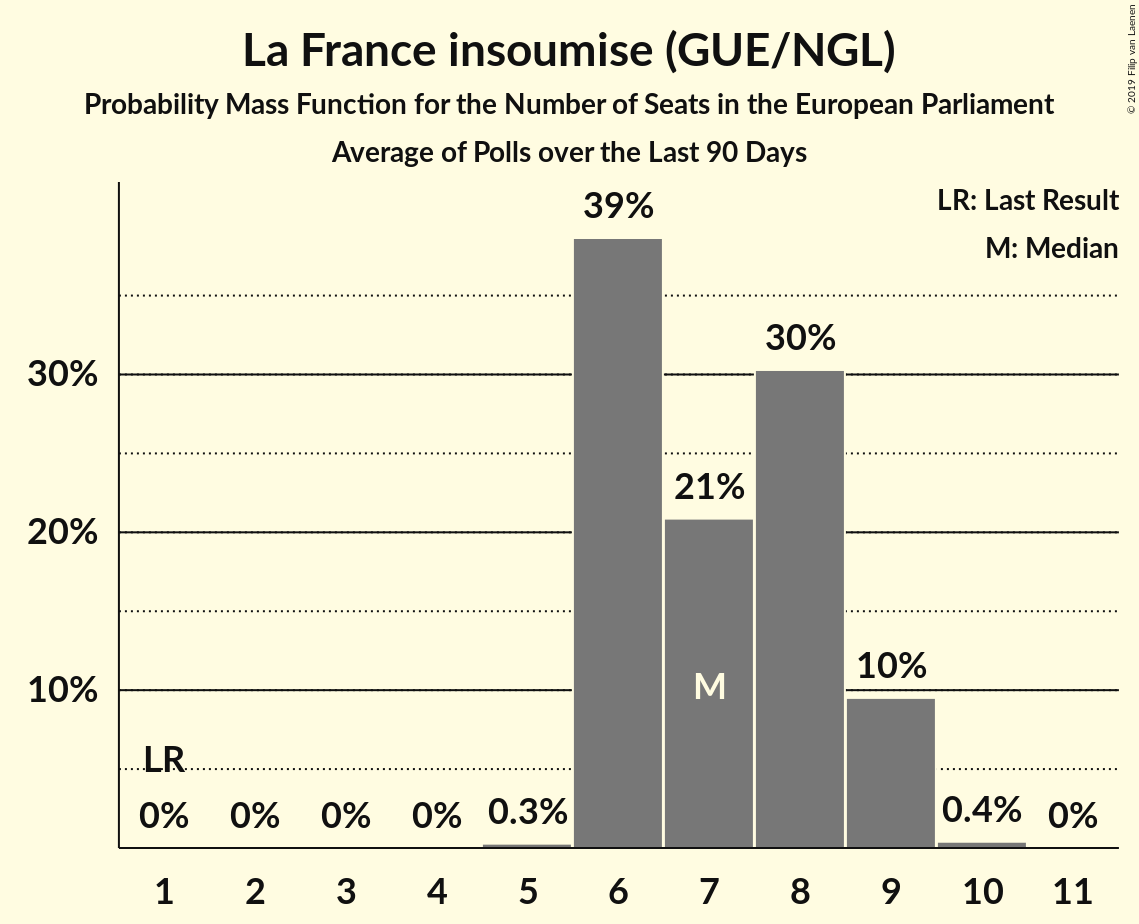 La France insoumise (GUE/NGL)
Probability Mass Function for the Number of Seats in the European Parliament
Average of Polls over the Last 90 Days
© 2019 Filip van Laenen
LR: Last Result
M: Median
39%
30%
30%
21%
20%
10%
M
10%
LR
0%
0%
0%
0%
0.3%
0.4%
0%
1 2 3 4 5 6 7 8 9 10 11